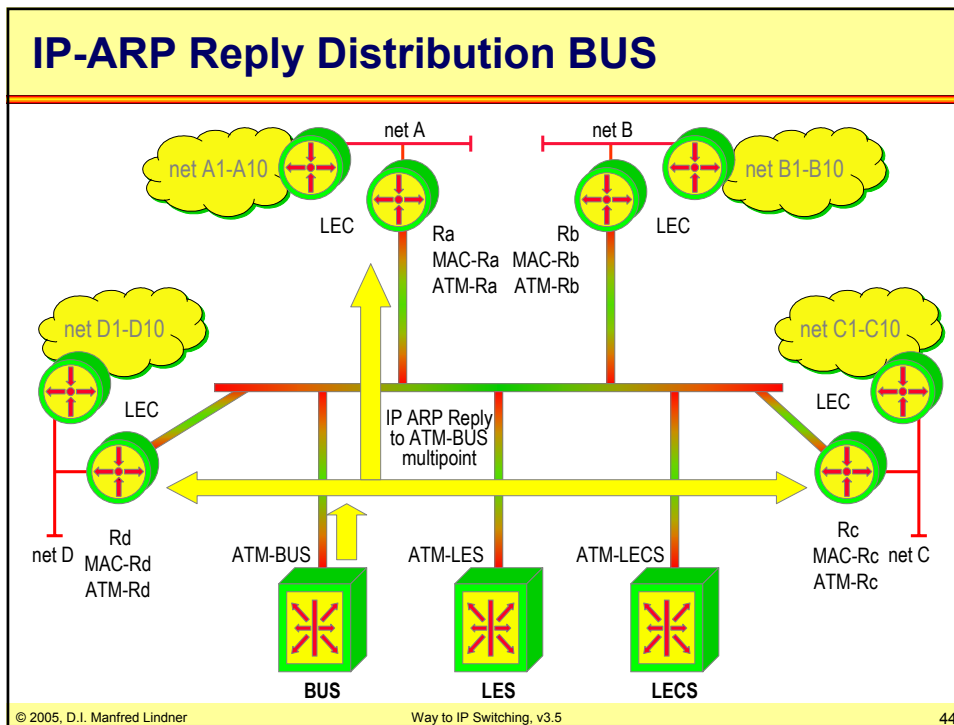 IP-ARP Reply Distribution BUS
net A
net B
net A1-A10
net B1-B10
LEC
LEC
Ra
MAC-Ra
ATM-Ra
Rb
MAC-Rb
ATM-Rb
net D1-D10
net C1-C10
LEC
LEC
IP ARP Reply
to ATM-BUS
multipoint
net D
Rd
MAC-Rd
ATM-Rd
ATM-BUS
ATM-LES
ATM-LECS
Rc
MAC-Rc
ATM-Rc
net C
BUS
LES
LECS
© 2005, D.I. Manfred Lindner
Way to IP Switching, v3.5
44